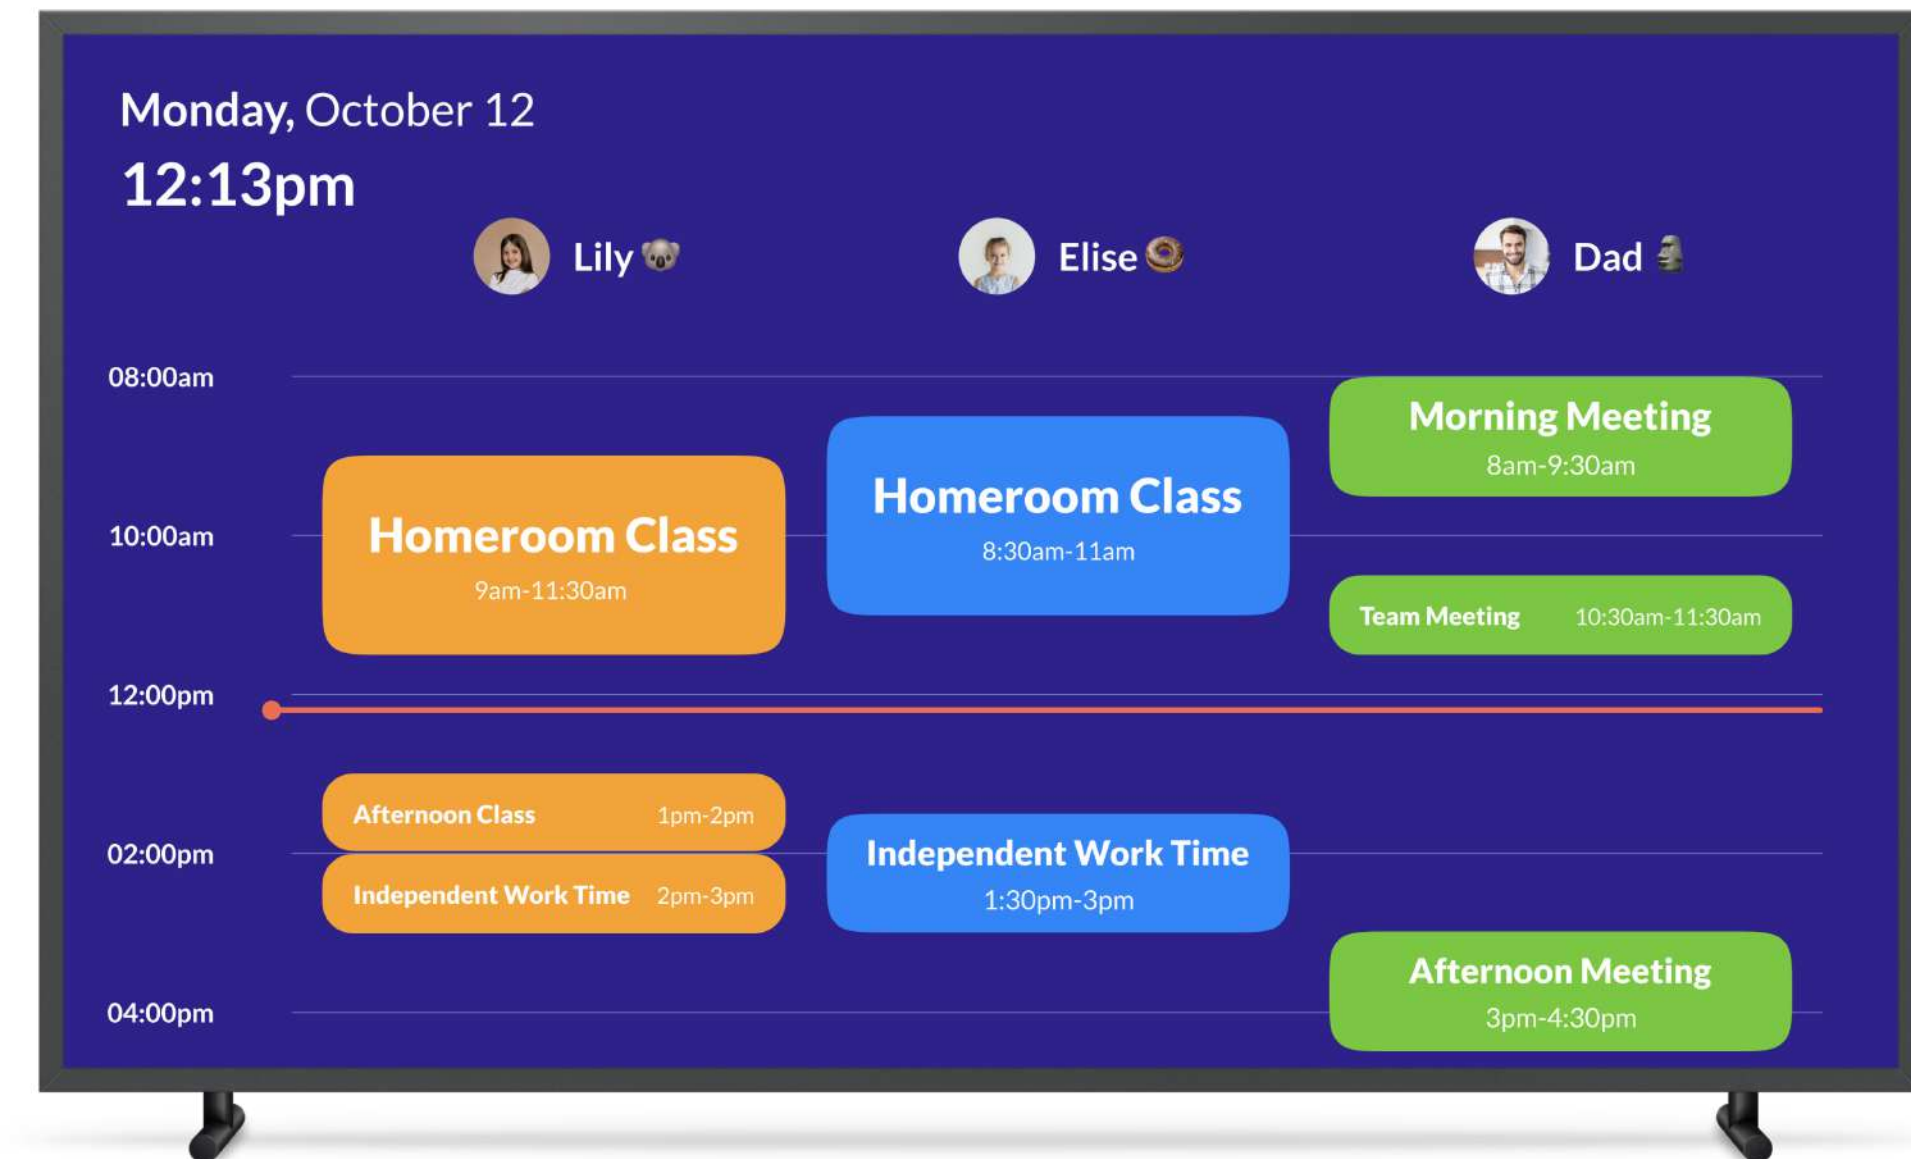 Monday, October 12
12:13pm
Lily
Elise
Dad
08:00am
Morning Meeting
8am-9:30am
Homeroom Class
8:30am-11am
10:00am
Homeroom Class
9am-11:30am
Team Meeting 10:30am-11:30am
12:00pm
Afternoon Class 1pm-2pm
02:00pm
Independent Work Time
1:30pm-3pm
Independent Work Time 2pm-3pm
Afternoon Meeting
3pm-4:30pm
04:00pm